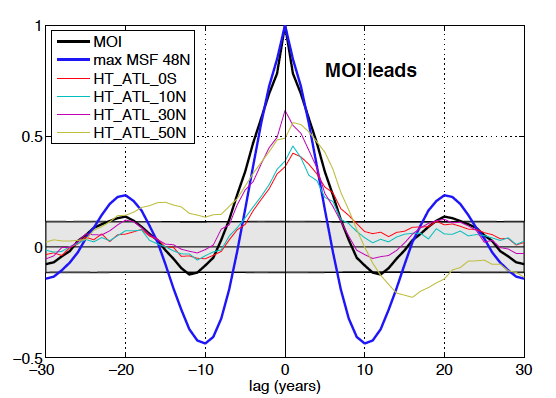 1
MOI
max MSF 48N
HT_ATL_0S
HT_ATL_10N
HT_ATL_30N
HT_ATL_50N
MOI leads
0.5
0
−0.5
−30 −20 −10 0 10 20 30
lag (years)